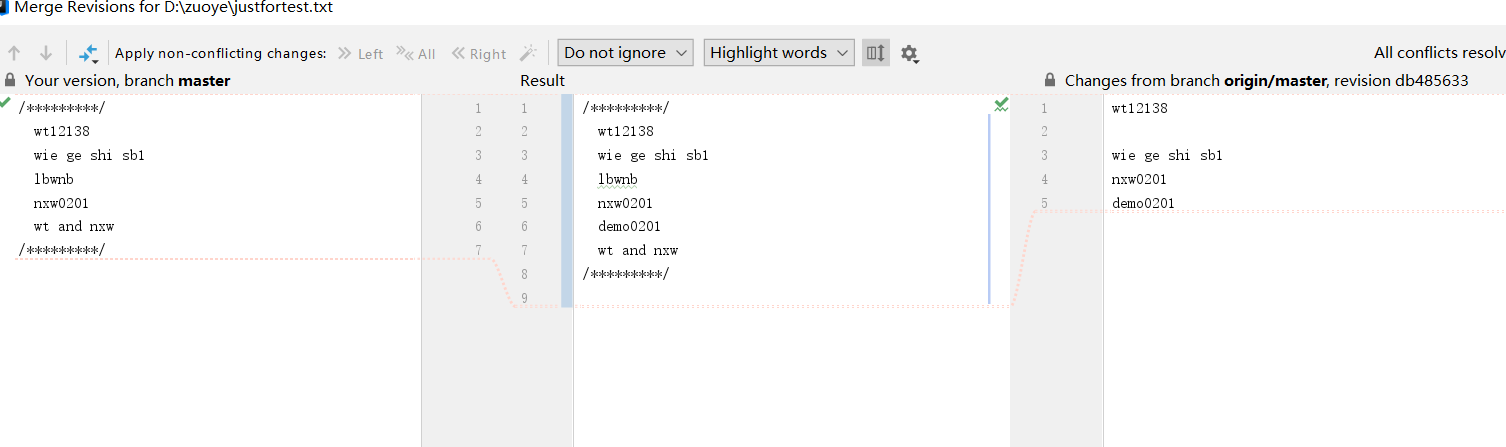 Merge Revisions for D:\zuoye\justfortest.txt
Apply non-conflicting changes: Left All Right Do not ignore Highlight words All conflicts resolv
Your version, branch master
Result
Changes from branch origin/master, revision db485633
/*********/
wt12138
wie ge shi sb1
lbwnb
nxw0201
wt and nxw
/*********/
1
2
3
4
5
6
7
1
2
3
4
5
6
7
8
9
/*********/
wt12138
wie ge shi sb1
lbwnb
nxw0201
demo0201
wt and nxw
/*********/
1
2
3
4
5
wt12138
wie ge shi sb1
nxw0201
demo0201